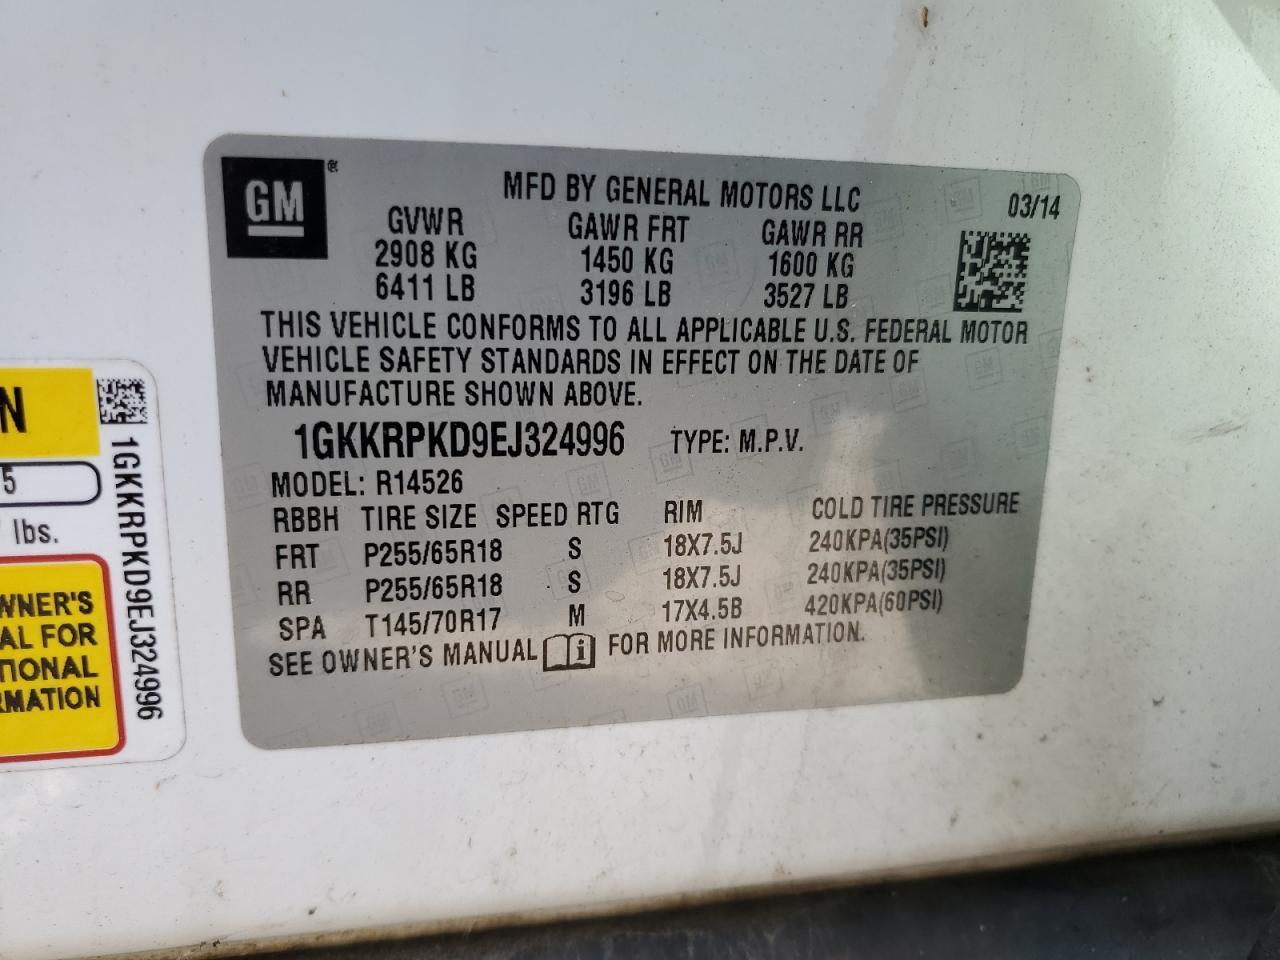 GM
®
MFD BY GENERAL MOTORS LLC
03/14
GVWR GAWR FRT GAWR RR
2908 KG 1450 KG 1600 KG
6411 LB 3196 LB 3527 LB
THIS VEHICLE CONFORMS TO ALL APPLICABLE U.S. FEDERAL MOTOR
VEHICLE SAFETY STANDARDS IN EFFECT ON THE DATE OF
MANUFACTURE SHOWN ABOVE.
1GKKRPKD9EJ324996 TYPE: M.P.V.
MODEL: R14526
RBBH TIRE SIZE SPEED RTG RIM COLD TIRE PRESSURE
FRT P255/65R18 S 18X7.5J 240KPA(35PSI)
RR P255/65R18 S 18X7.5J 240KPA(35PSI)
SPA T145/70R17 M 17X4.5B 420KPA(60PSI)
SEE OWNER'S MANUAL i FOR MORE INFORMATION.
N
5
lbs.
WNER'S
AL FOR
TIONAL
RMATION
1GKKRPKD9EJ324996